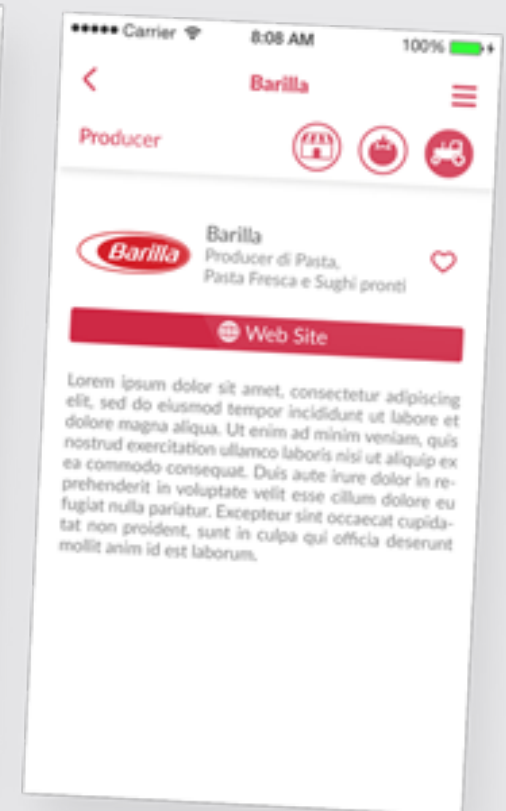 Carrier 8:08 AM 100%
Barilla
Producer
Barilla
Barilla
Producer di Pasta,
Pasta Fresca e Sughi pronti
Web Site
Lorem ipsum dolor sit amet, consectetur adipiscing
elit, sed do eiusmod tempor incididunt ut labore et
dolore magna aliqua. Ut enim ad minim veniam, quis
nostrud exercitation ullamco laboris nisi ut aliquip ex
ea commodo consequat. Duis aute irure dolor in re-
prehenderit in voluptate velit esse cillum dolore eu
fugiat nulla pariatur. Excepteur sint occaecat cupida-
tat non proident, sunt in culpa qui officia deserunt
mollit anim id est laborum.